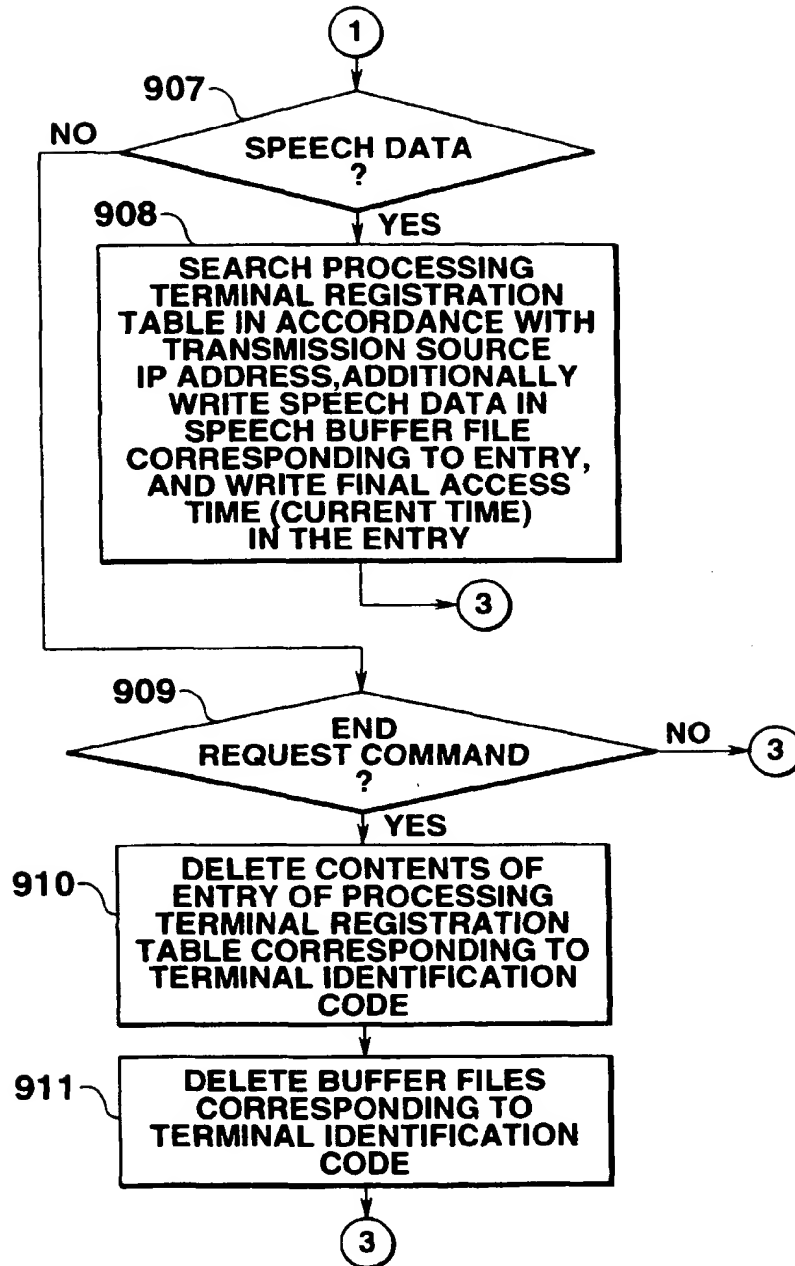 1
907
NO
SPEECH DATA
?
YES
908
SEARCH PROCESSING
TERMINAL REGISTRATION
TABLE IN ACCORDANCE WITH
TRANSMISSION SOURCE
IP ADDRESS,ADDITIONALLY
WRITE SPEECH DATA IN
SPEECH BUFFER FILE
CORRESPONDING TO ENTRY,
AND WRITE FINAL ACCESS
TIME (CURRENT TIME)
IN THE ENTRY
3
909
END
REQUEST COMMAND
?
NO
3
YES
910
DELETE CONTENTS OF
ENTRY OF PROCESSING
TERMINAL REGISTRATION
TABLE CORRESPONDING TO
TERMINAL IDENTIFICATION
CODE
911
DELETE BUFFER FILES
CORRESPONDING TO
TERMINAL IDENTIFICATION
CODE
3